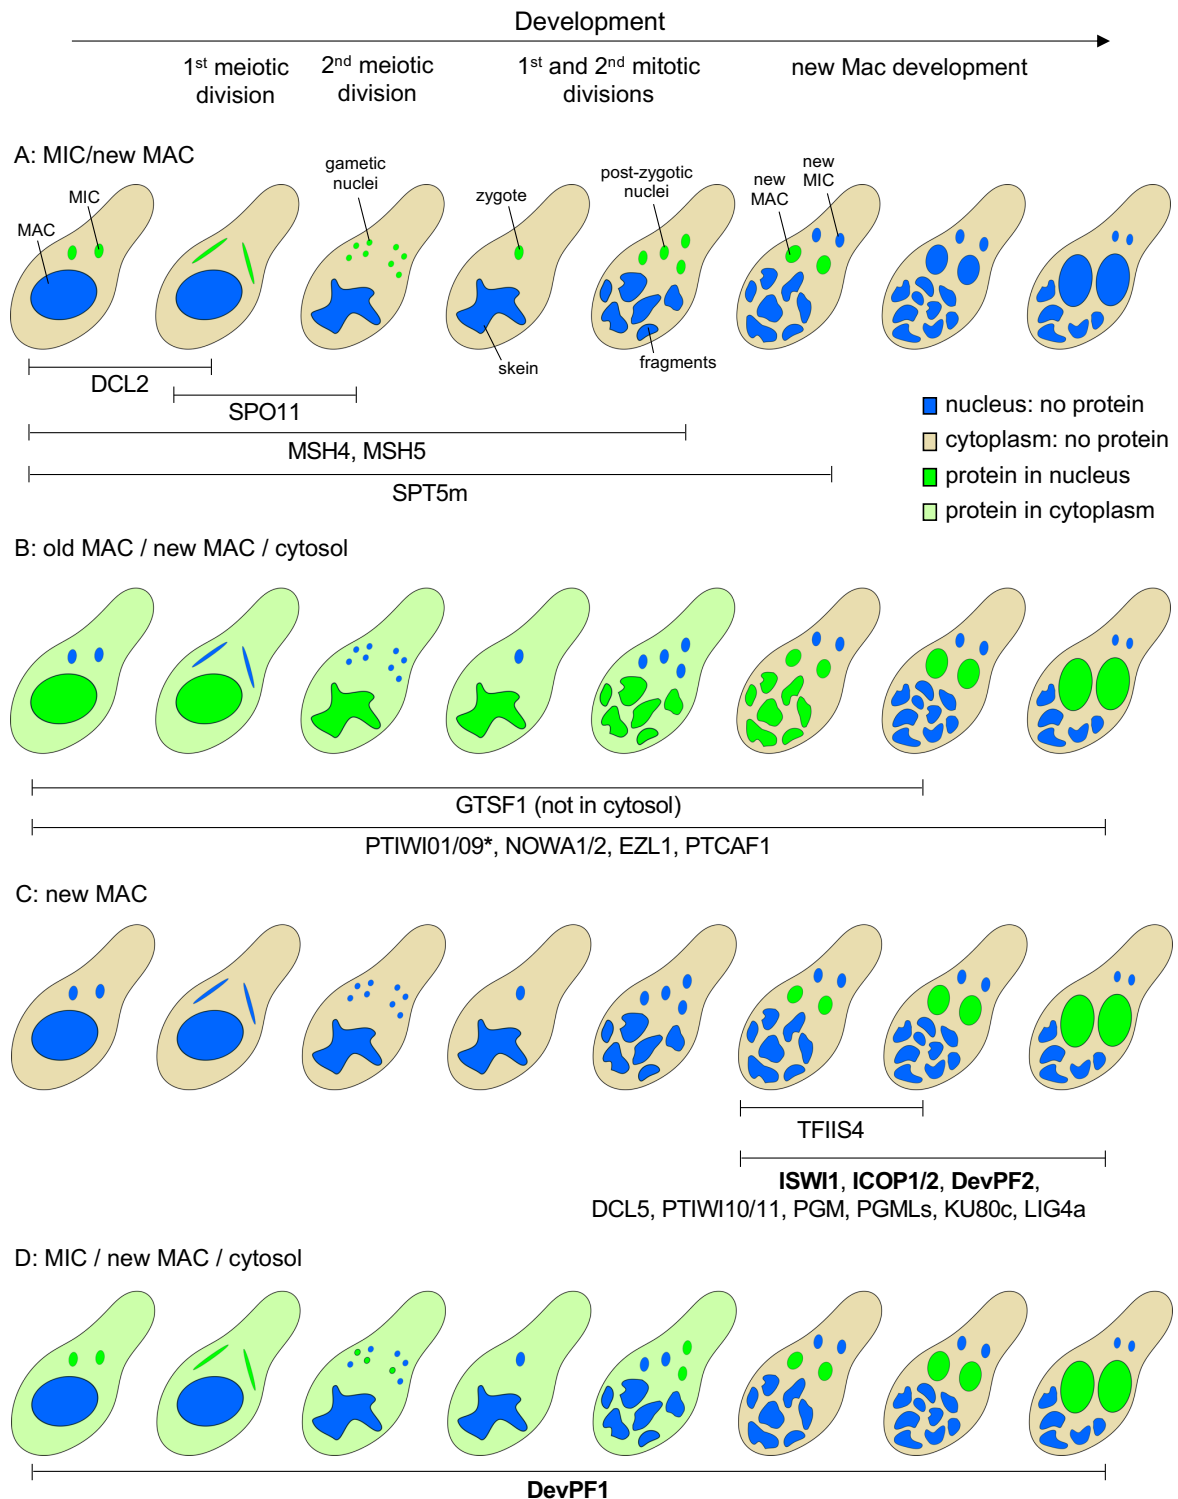 Development
1st meiotic
division
2nd meiotic
division
1st and 2nd mitotic
divisions
new Mac development
A: MIC/new MAC
MAC
MIC
gametic
nuclei
zygote
skein
post-zygotic
nuclei
fragments
new
MAC
new
MIC
DCL2
SPO11
MSH4, MSH5
SPT5m
nucleus: no protein
cytoplasm: no protein
protein in nucleus
protein in cytoplasm
B: old MAC / new MAC / cytosol
GTSF1 (not in cytosol)
PTIWI01/09*, NOWA1/2, EZL1, PTCAF1
C: new MAC
TFIIS4
ISWI1, ICOP1/2, DevPF2,
DCL5, PTIWI10/11, PGM, PGMLs, KU80c, LIG4a
D: MIC / new MAC / cytosol
DevPF1